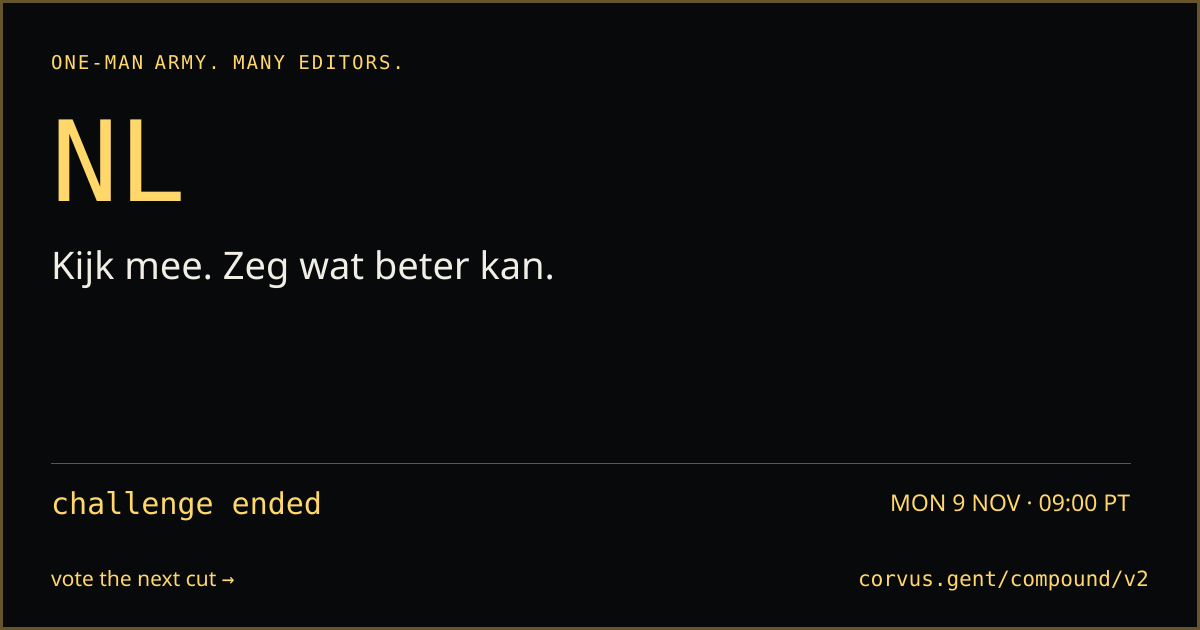 ONE-MAN ARMY. MANY EDITORS.
NL
Kijk mee. Zeg wat beter kan.
challenge ended
MON 9 NOV · 09:00 PT
vote the next cut →
corvus.gent/compound/v2